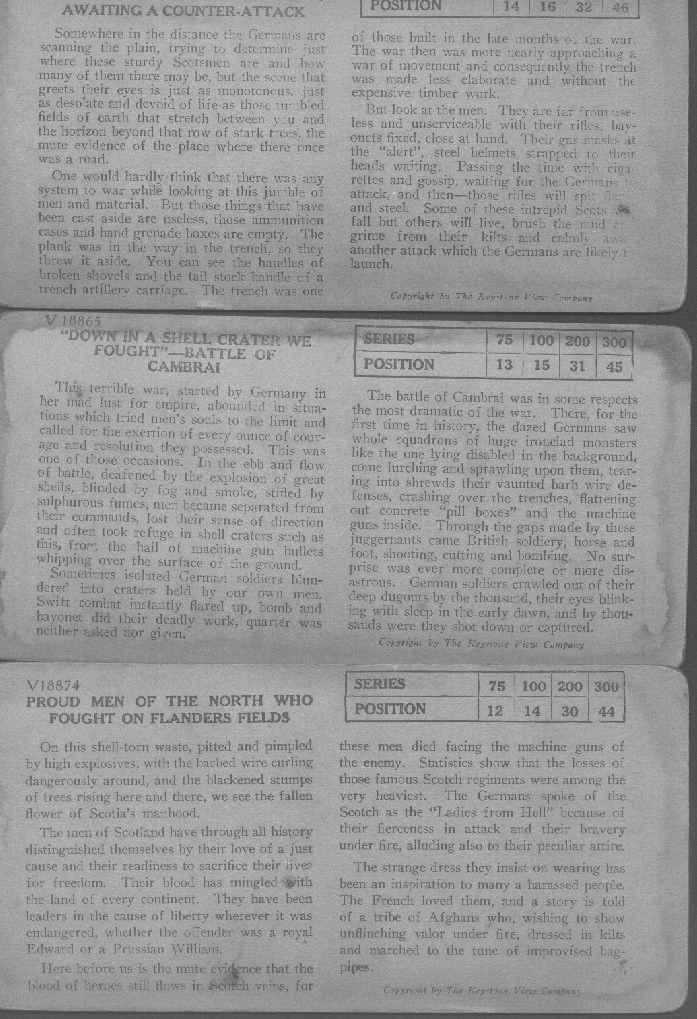 AWAITING A COUNTER-ATTACK
Somewhere in the distance the Germans are
scanning the plain, trying to determine just
where these sturdy Scotsmen are and how
many of them there may be, but the scene that
greets their eyes is just as monotonous, just
as desolate and devoid of life as those tumbled
fields of earth that stretch between you and
the horizon beyond that row of stark trees, the
mute evidence of the place where there once
was a road.
One would hardly think that there was any
system to war while looking at this jumble of
men and material. But those things that have
been cast aside are useless, those ammunition
cases and hand grenade boxes are empty. The
plank was in the way in the trench, so they
threw it aside. You can see the handles of
broken shovels and the tail stock handle of a
trench artillery carriage. The trench was one
POSITION 14 16 32 46
of those built in the late months of the war.
The war then was more nearly approaching a
war of movement and consequently the trench
was made less elaborate and without the
expensive timber work.
But look at the men. They are far from use-
less and unserviceable with their rifles, bay-
onets fixed, close at hand. Their gas masks at
the "alert", steel helmets strapped to their
heads waiting. Passing the time with ciga
rettes and gossip, waiting for the Germans
attack, and then—those rifles will spit
and steel. Some of these intrepid Scots
fall but others will live, brush the mud
grime from their kilts and calmly
another attack which the Germans are likely
launch.
Copyright by The Keystone View Company
V 18865
"DOWN IN A SHELL CRATER WE
FOUGHT"—BATTLE OF
CAMBRAI
This terrible war, started by Germany in
her mad lust for empire, abounded in situa-
tions which tried men's souls to the limit and
called for the exertion of every ounce of cour-
age and resolution they possessed. This was
one of those occasions. In the ebb and flow
of battle, deafened by the explosion of great
shells, blinded by fog and smoke, stifled by
sulphurous fumes, men became separated from
their commands, lost their sense of direction
and often took refuge in shell craters such as
this, from the hail of machine gun bullets
whipping over the surface of the ground.
Sometimes isolated German soldiers blun-
dered into craters held by our own men.
Swift combat instantly flared up, bomb and
bayonet did their deadly work, quarter was
neither asked nor given.
SERIES 75 100 200 300
POSITION 13 15 31 45
The battle of Cambrai was in some respects
the most dramatic of the war. There, for the
first time in history, the dazed Germans saw
whole squadrons of huge ironclad monsters
like the one lying disabled in the background,
come lurching and sprawling upon them, tear-
ing into shrewds their vaunted barb wire de-
fenses, crashing over the trenches, flattening
out concrete "pill boxes" and the machine
guns inside. Through the gaps made by these
juggernauts came British soldiery, horse and
foot, shouting, cutting and bombing. No sur-
prise was ever more complete or more dis-
astrous. German soldiers crawled out of their
deep dugouts by the thousand, their eyes blink-
ing with sleep in the early dawn, and by thou-
sands were they shot down or captured.
Copyright by The Keystone View Company
V18874
PROUD MEN OF THE NORTH WHO
FOUGHT ON FLANDERS FIELDS
On this shell-torn waste, pitted and pimpled
by high explosives, with the barbed wire curling
dangerously around, and the blackened stumps
of trees rising here and there, we see the fallen
flower of Scotia's manhood.
The men of Scotland have through all history
distinguished themselves by their love of a just
cause and their readiness to sacrifice their lives
for freedom. Their blood has mingled with
the land of every continent. They have been
leaders in the cause of liberty wherever it was
endangered, whether the offender was a royal
Edward or a Prussian William.
Here before us is the mute evidence that the
blood of heroes still flows in Scotch veins, for
SERIES 75 100 200 300
POSITION 12 14 30 44
these men died facing the machine guns of
the enemy. Statistics show that the losses of
those famous Scotch regiments were among the
very heaviest. The Germans spoke of the
Scotch as the "Ladies from Hell" because of
their fierceness in attack and their bravery
under fire, alluding also to their peculiar attire.
The strange dress they insist on wearing has
been an inspiration to many a harassed people.
The French loved them, and a story is told
of a tribe of Afghans who, wishing to show
unflinching valor under fire, dressed in kilts
and marched to the tune of improvised bag-
pipes.
Copyright by The Keystone View Company